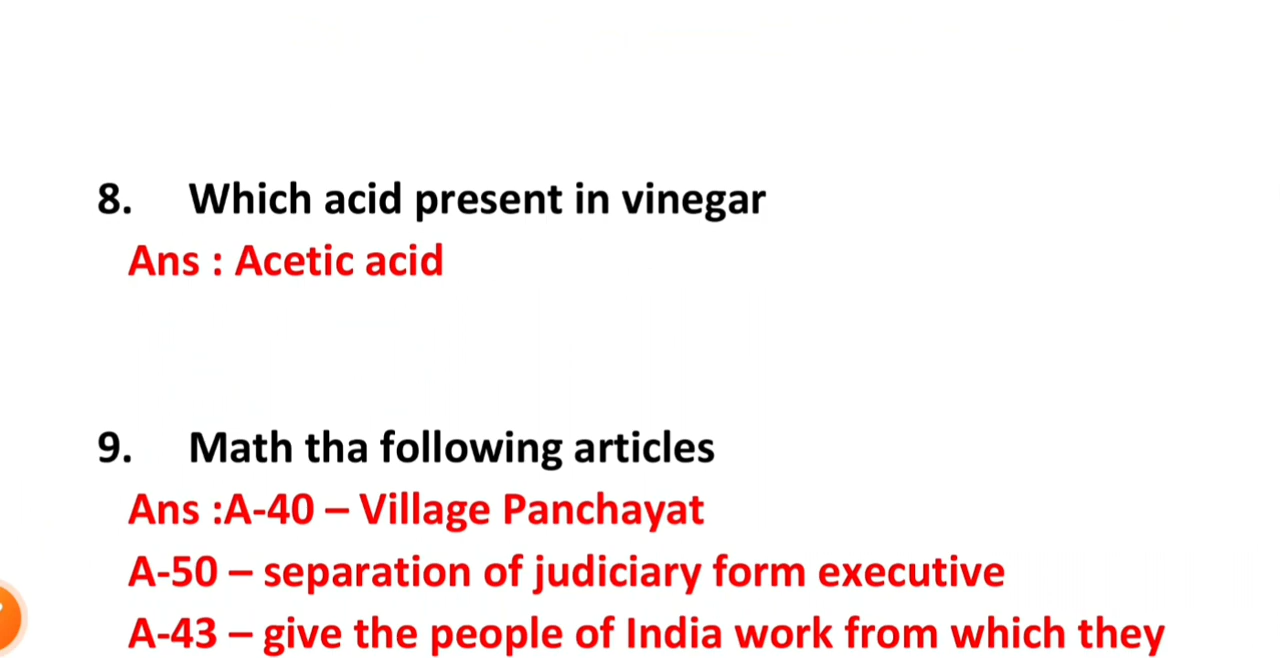 8. Which acid present in vinegar
Ans : Acetic acid
9. Math tha following articles
Ans :A-40 – Village Panchayat
A-50 – separation of judiciary form executive
A-43 – give the people of India work from which they